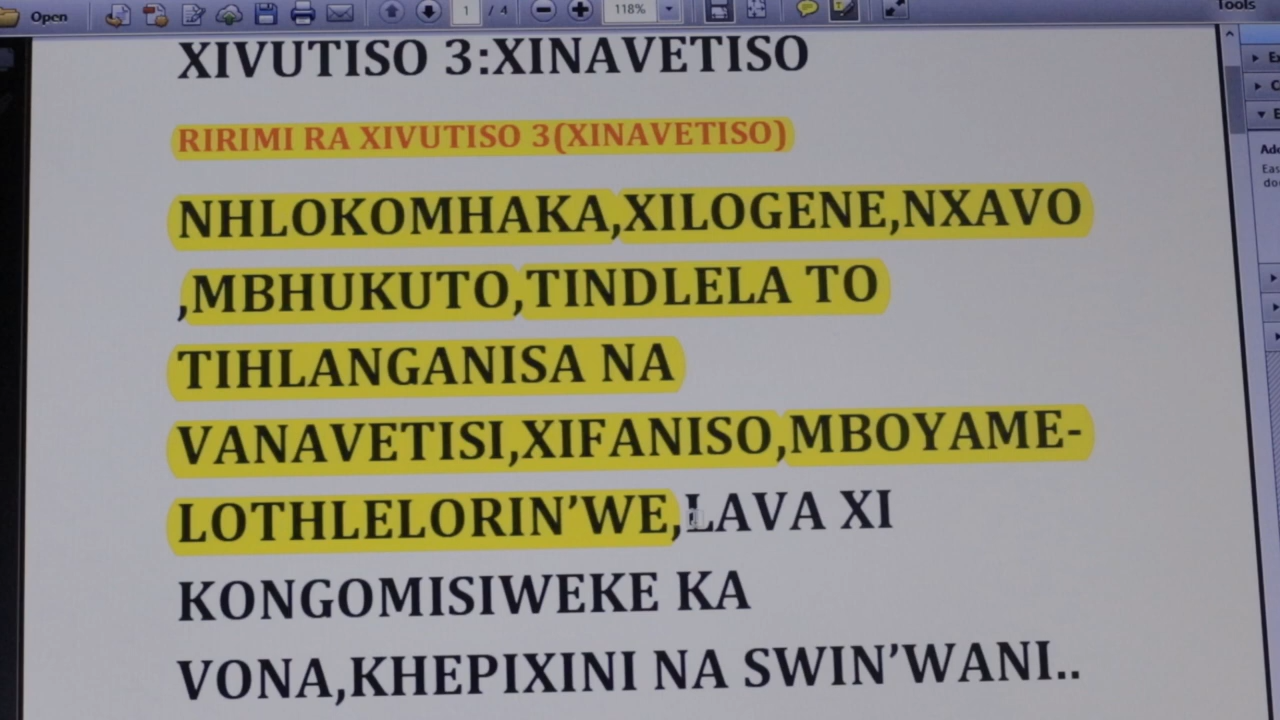 Open
1 / 4
118%
Tools
XIVUTISO 3:XINAVETISO
RIRIMI RA XIVUTISO 3(XINAVETISO)
NHLOKOMHAKA,XILOGENE,NXAVO
,MBHUKUTO,TINDLELA TO
TIHLANGANISA NA
VANAVETISI,XIFANISO,MBOYAME-
LOTHLELORIN’WE,LAVA XI
KONGOMISIWEKE KA
VONA,KHEPIXINI NA SWIN’WANI..